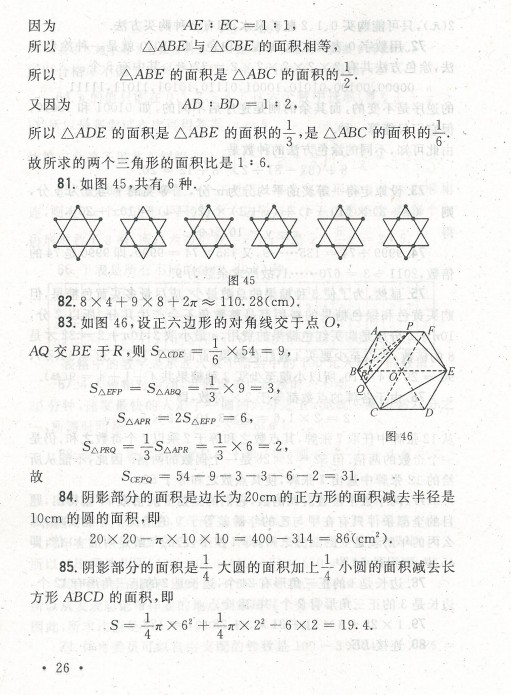 因为 AE∶EC＝1∶1，
所以 △ABE 与 △CBE 的面积相等，
所以 △ABE 的面积是 △ABC 的面积的 1/2.
又因为 AD∶BD＝1∶2，
所以 △ADE 的面积是 △ABE 的面积的 1/3，是 △ABC 的面积的 1/6.
故所求的两个三角形的面积比是 1∶6.
81. 如图 45，共有 6 种.
图 45
82. 8×4＋9×8＋2π≈110.28(cm).
83. 如图 46，设正六边形的对角线交于点 O，
AQ 交 BE 于 R，则 S△CDE＝1/6×54＝9，
S△EFP＝S△ABQ＝1/3×9＝3，
S△APR＝2S△EFP＝6，
S△PRQ＝1/3S△APR＝1/3×6＝2，
A P F
B R Q O E
C D
图 46
故 SCEPQ＝54－9－3－3－6－2＝31.
84. 阴影部分的面积是边长为 20cm 的正方形的面积减去半径是
10cm 的圆的面积，即
20×20－π×10×10＝400－314＝86(cm²).
85. 阴影部分的面积是 1/4 大圆的面积加上 1/4 小圆的面积减去长
方形 ABCD 的面积，即
S＝1/4π×6²＋1/4π×2²－6×2＝19.4.
· 26 ·